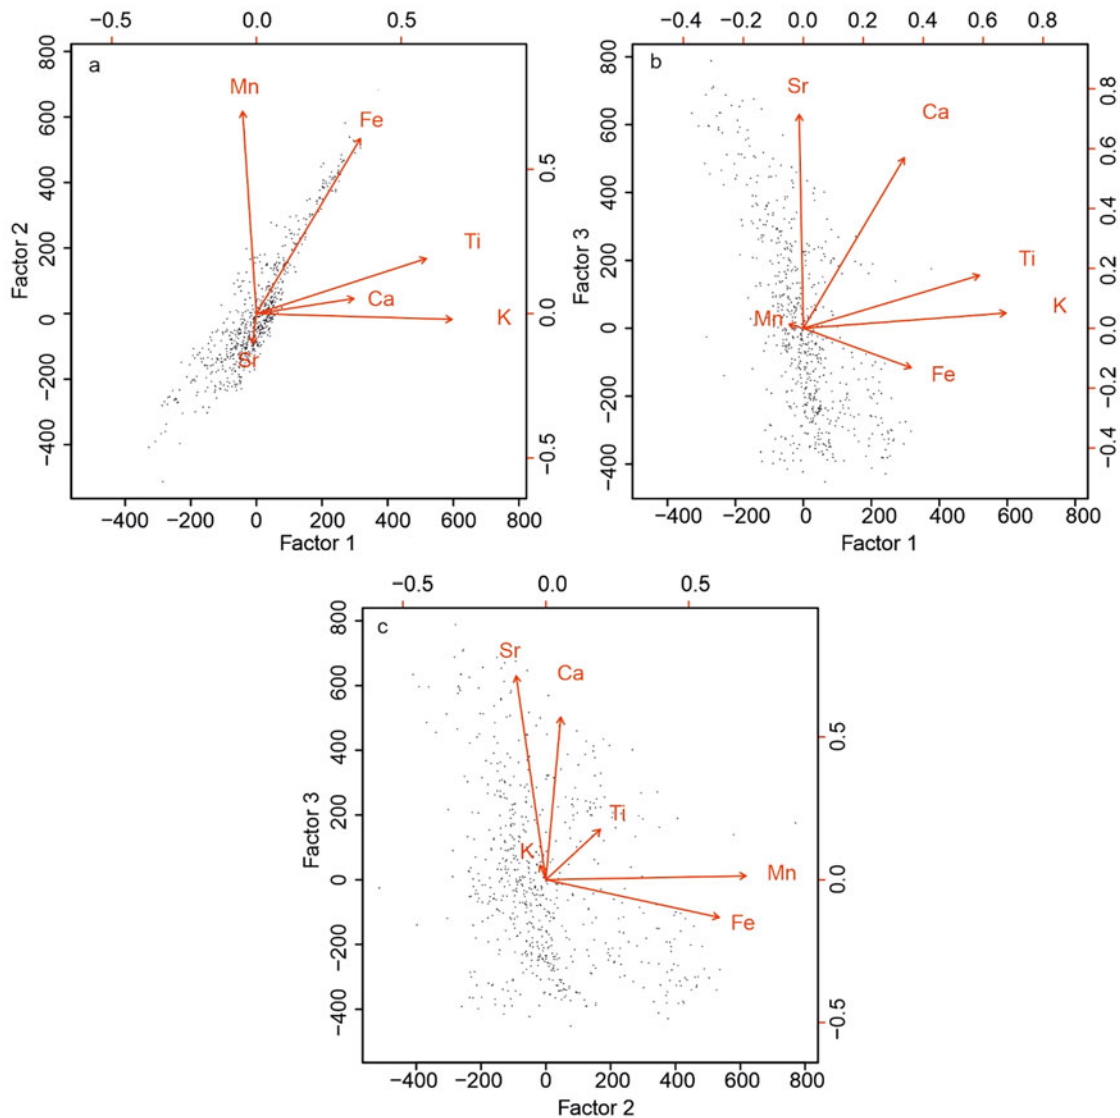 −0.5 0.0 0.5
a
Mn
Fe
Ti
Ca
K
Sr
800
600
400
200
0
−200
−400
Factor 2
0.5
0.0
−0.5
−400 −200 0 200 400 600 800
Factor 1
−0.4 −0.2 0.0 0.2 0.4 0.6 0.8
b
Sr
Ca
Ti
K
Mn
Fe
800
600
400
200
0
−200
−400
Factor 3
0.8
0.6
0.4
0.2
0.0
−0.2
−0.4
−400 −200 0 200 400 600 800
Factor 1
−0.5 0.0 0.5
c
Sr
Ca
Ti
K
Mn
Fe
800
600
400
200
0
−200
−400
Factor 3
0.5
0.0
−0.5
−400 −200 0 200 400 600 800
Factor 2